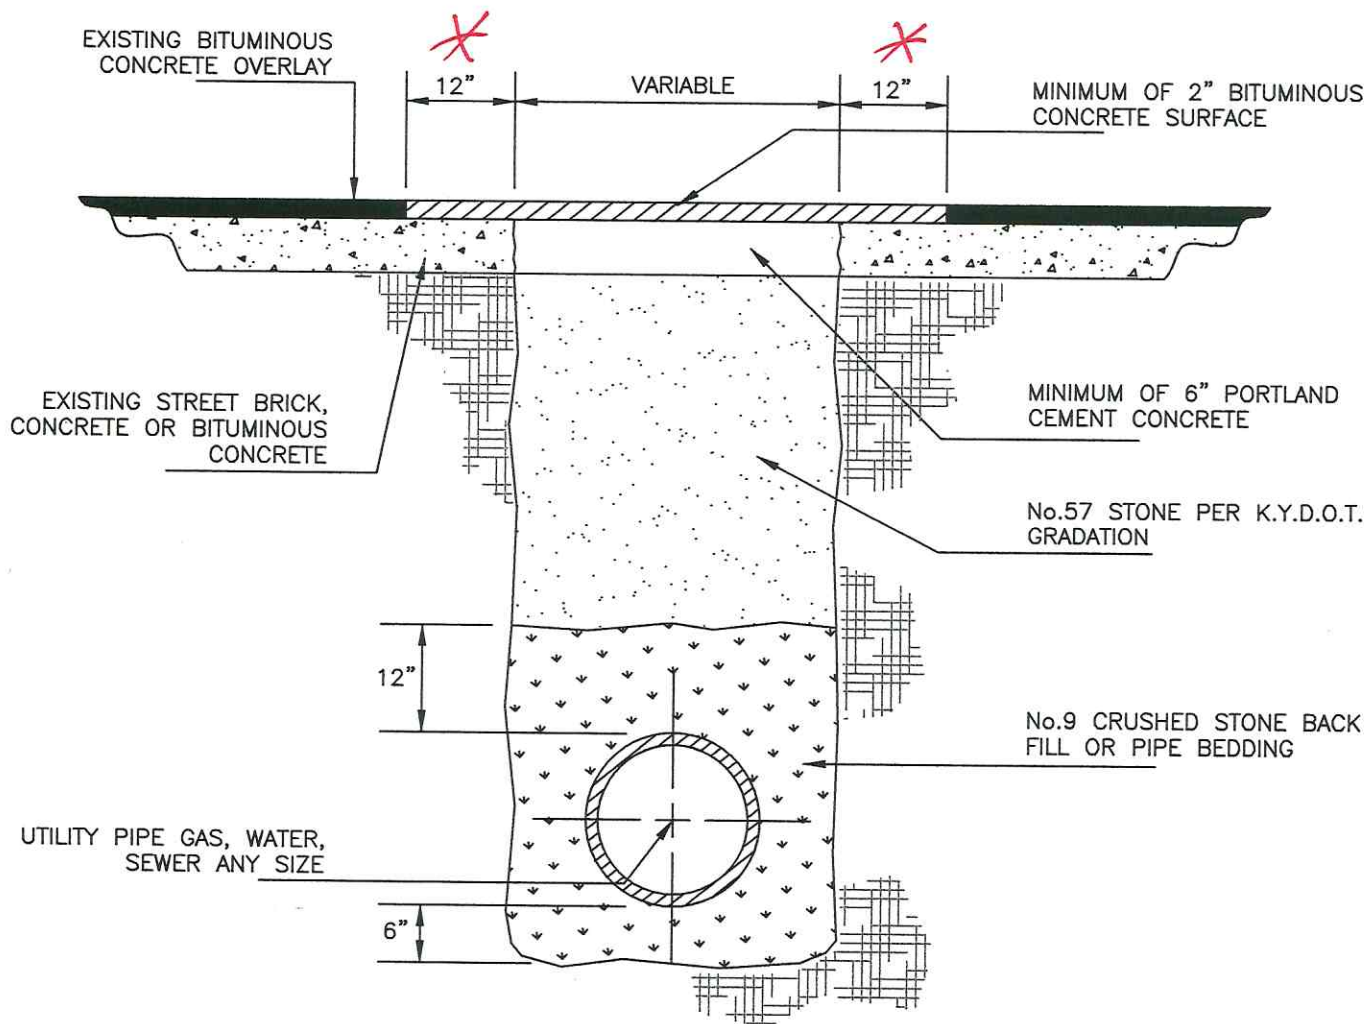 EXISTING BITUMINOUS
CONCRETE OVERLAY
12”
VARIABLE
12”
MINIMUM OF 2” BITUMINOUS
CONCRETE SURFACE
EXISTING STREET BRICK,
CONCRETE OR BITUMINOUS
CONCRETE
MINIMUM OF 6” PORTLAND
CEMENT CONCRETE
No.57 STONE PER K.Y.D.O.T.
GRADATION
12”
No.9 CRUSHED STONE BACK
FILL OR PIPE BEDDING
UTILITY PIPE GAS, WATER,
SEWER ANY SIZE
6”